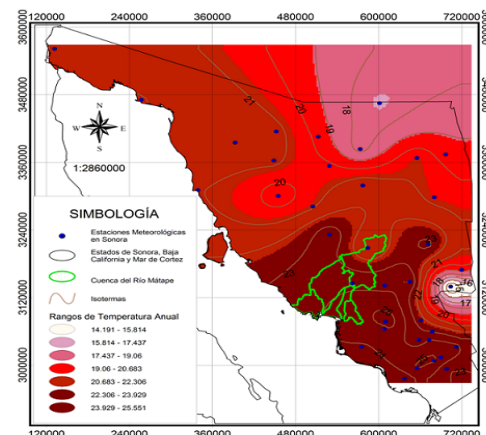 120000 240000 360000 480000 600000 720000
3600000
3480000
3360000
3240000
3120000
3000000
N
W E
S
1:2860000
SIMBOLOGÍA
Estaciones Meteorológicas
en Sonora
Estados de Sonora, Baja
California y Mar de Cortez
Cuenca del Río Mátape
Isotermas
Rangos de Temperatura Anual
14.191 - 15.814
15.814 - 17.437
17.437 - 19.06
19.06 - 20.683
20.683 - 22.306
22.306 - 23.929
23.929 - 25.551
21
20
19
18
20
21
22
16
17
20
120000 240000 360000 480000 600000 720000